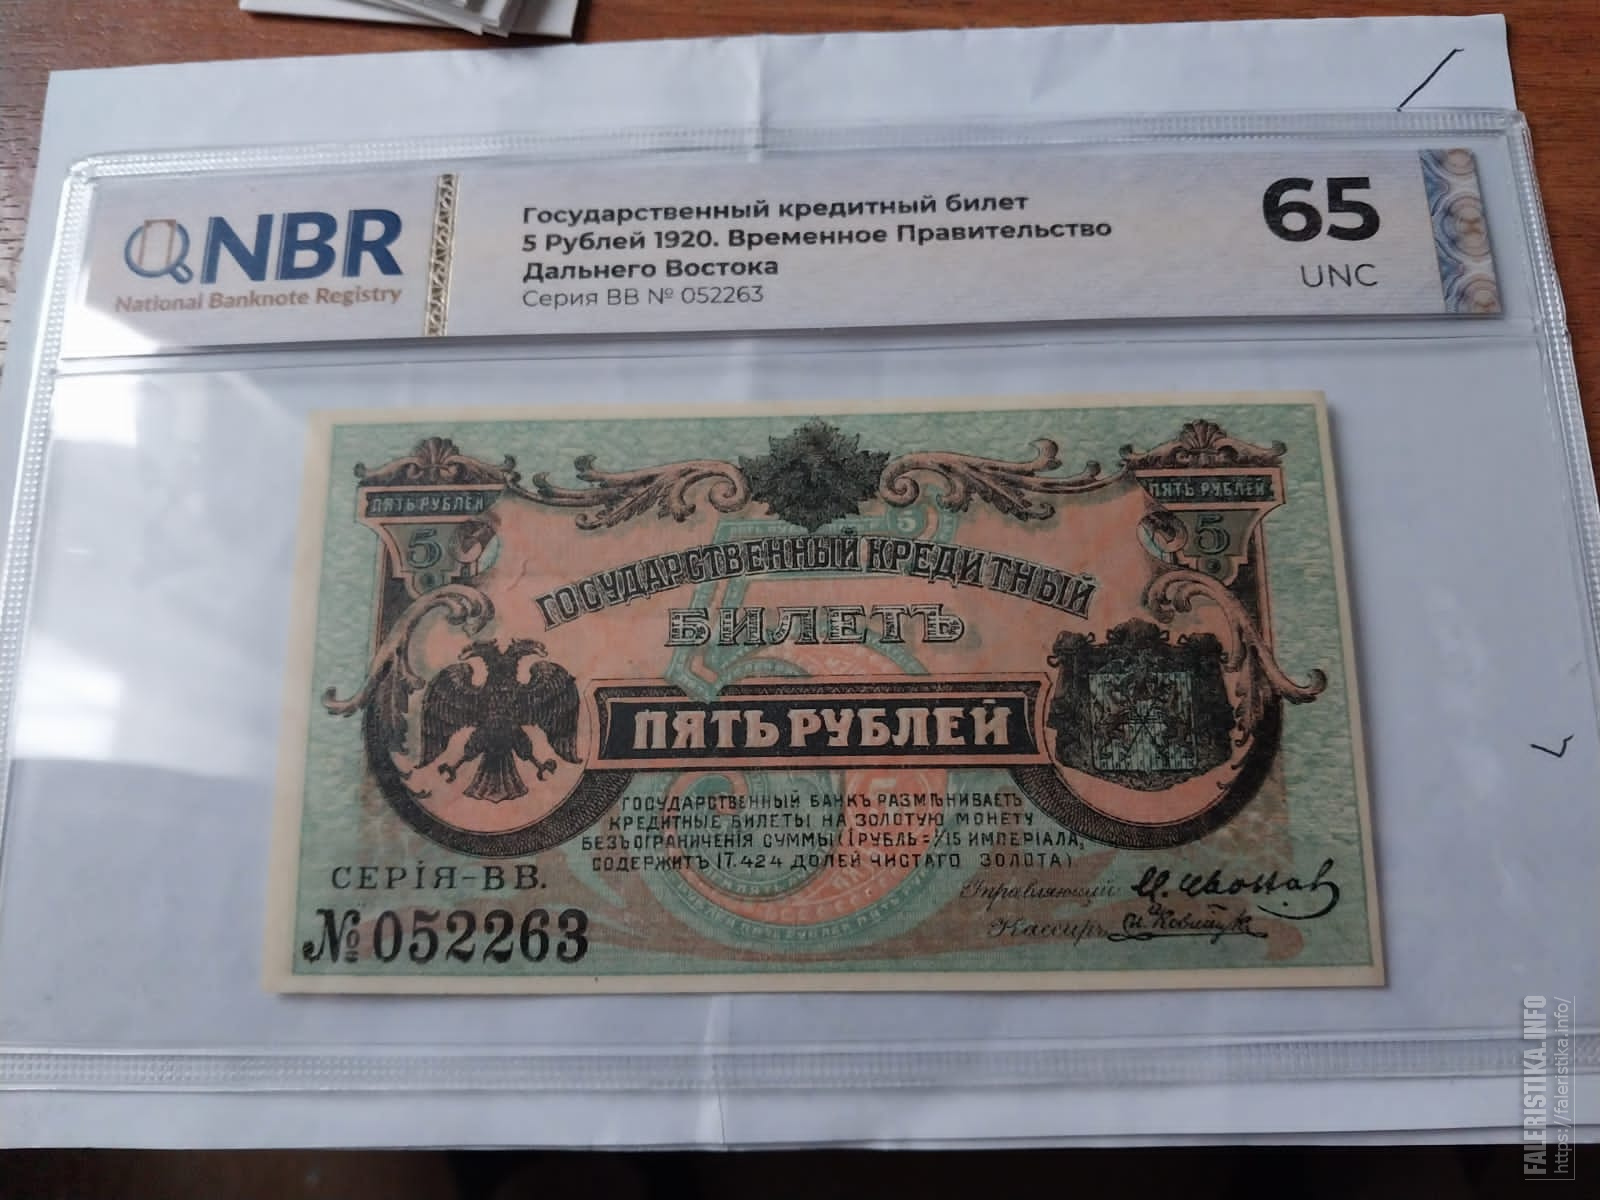 NBR
National Banknote Registry
Государственный кредитный билет
5 Рублей 1920. Временное Правительство
Дальнего Востока
Серия ВВ № 052263
65
UNC
ПЯТЬ РУБЛЕЙ
ПЯТЬ РУБЛЕЙ
5
5
5
ГОСУДАРСТВЕННЫЙ КРЕДИТНЫЙ
БИЛЕТЪ
ПЯТЬ РУБЛЕЙ
ГОСУДАРСТВЕННЫЙ БАНКЪ РАЗМѢНИВАЕТЪ
КРЕДИТНЫЕ БИЛЕТЫ НА ЗОЛОТУЮ МОНЕТУ
БЕЗЪ ОГРАНИЧЕНІЯ СУММЫ (1 РУБЛЬ = 1/15 ИМПЕРІАЛА,
СОДЕРЖИТЪ 17.424 ДОЛЕЙ ЧИСТАГО ЗОЛОТА)
СЕРІЯ-ВВ.
№ 052263
Управляющій
Кассиръ
FALERISTIKA.INFO
https://faleristika.info/